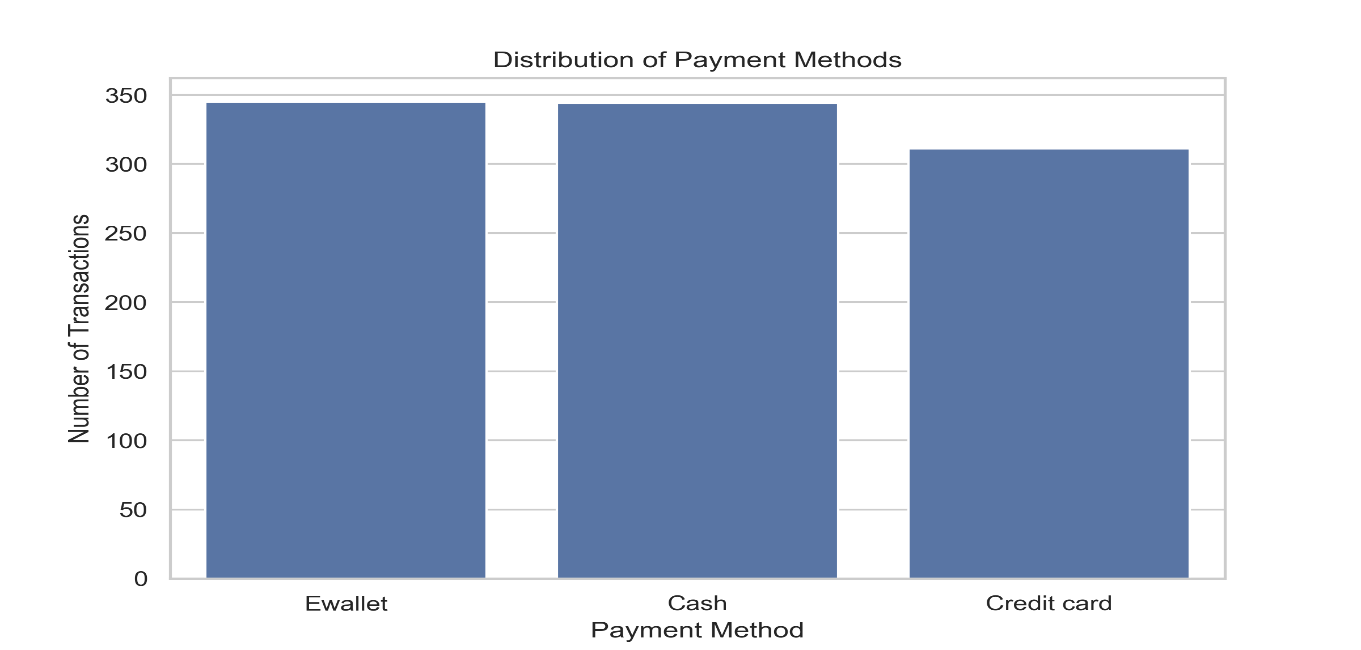 Distribution of Payment Methods
350
300
250
200
150
100
50
0
Number of Transactions
Ewallet
Cash
Credit card
Payment Method